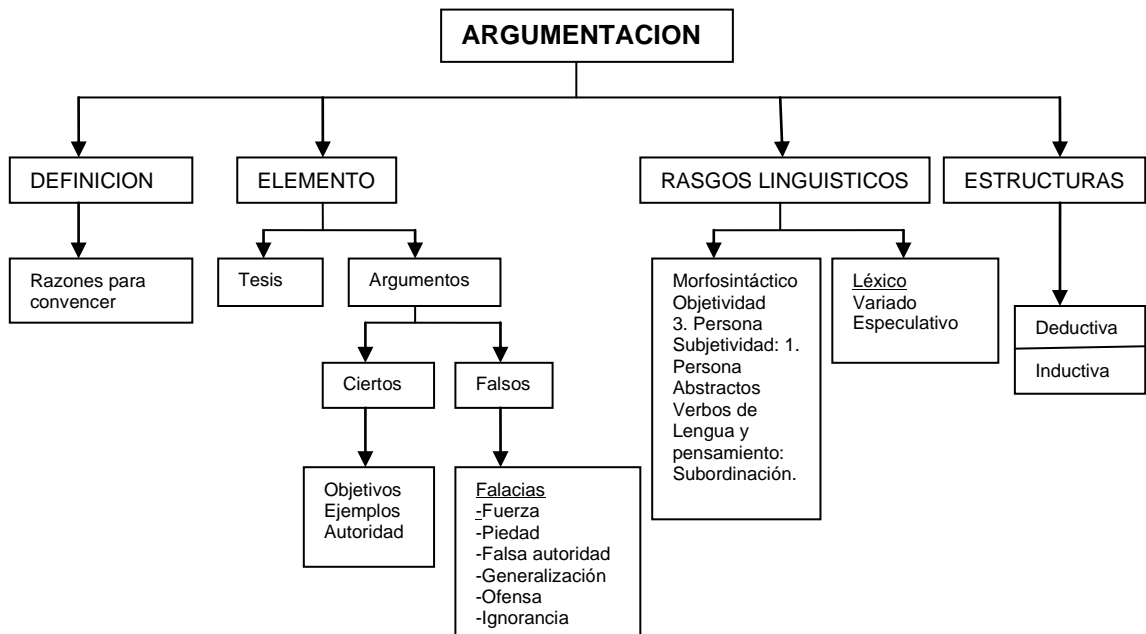 ARGUMENTACION
DEFINICION
ELEMENTO
RASGOS LINGUISTICOS
ESTRUCTURAS
Razones para
convencer
Tesis
Argumentos
Morfosintáctico
Objetividad
3. Persona
Subjetividad: 1.
Persona
Abstractos
Verbos de
Lengua y
pensamiento:
Subordinación.
Léxico
Variado
Especulativo
Deductiva
Inductiva
Ciertos
Falsos
Objetivos
Ejemplos
Autoridad
Falacias
-Fuerza
-Piedad
-Falsa autoridad
-Generalización
-Ofensa
-Ignorancia